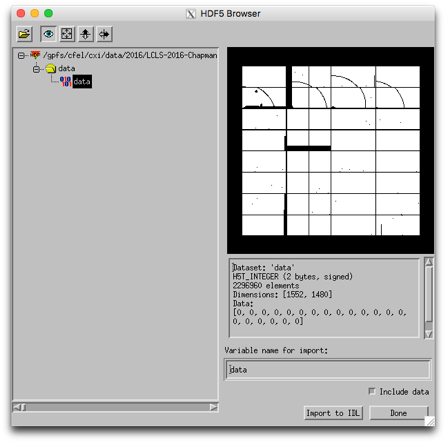 HDF5 Browser
/gpfs/cfel/cxi/data/2016/LCLS-2016-Chapman
data
data
Dataset: 'data'
H5T_INTEGER (2 bytes, signed)
2296960 elements
Dimensions: [1552, 1480]
Data:
[0, 0, 0, 0, 0, 0, 0, 0, 0, 0, 0, 0, 0, 0,
0, 0, 0, 0, 0, 0]
Variable name for import:
data
Include data
Import to IDL
Done